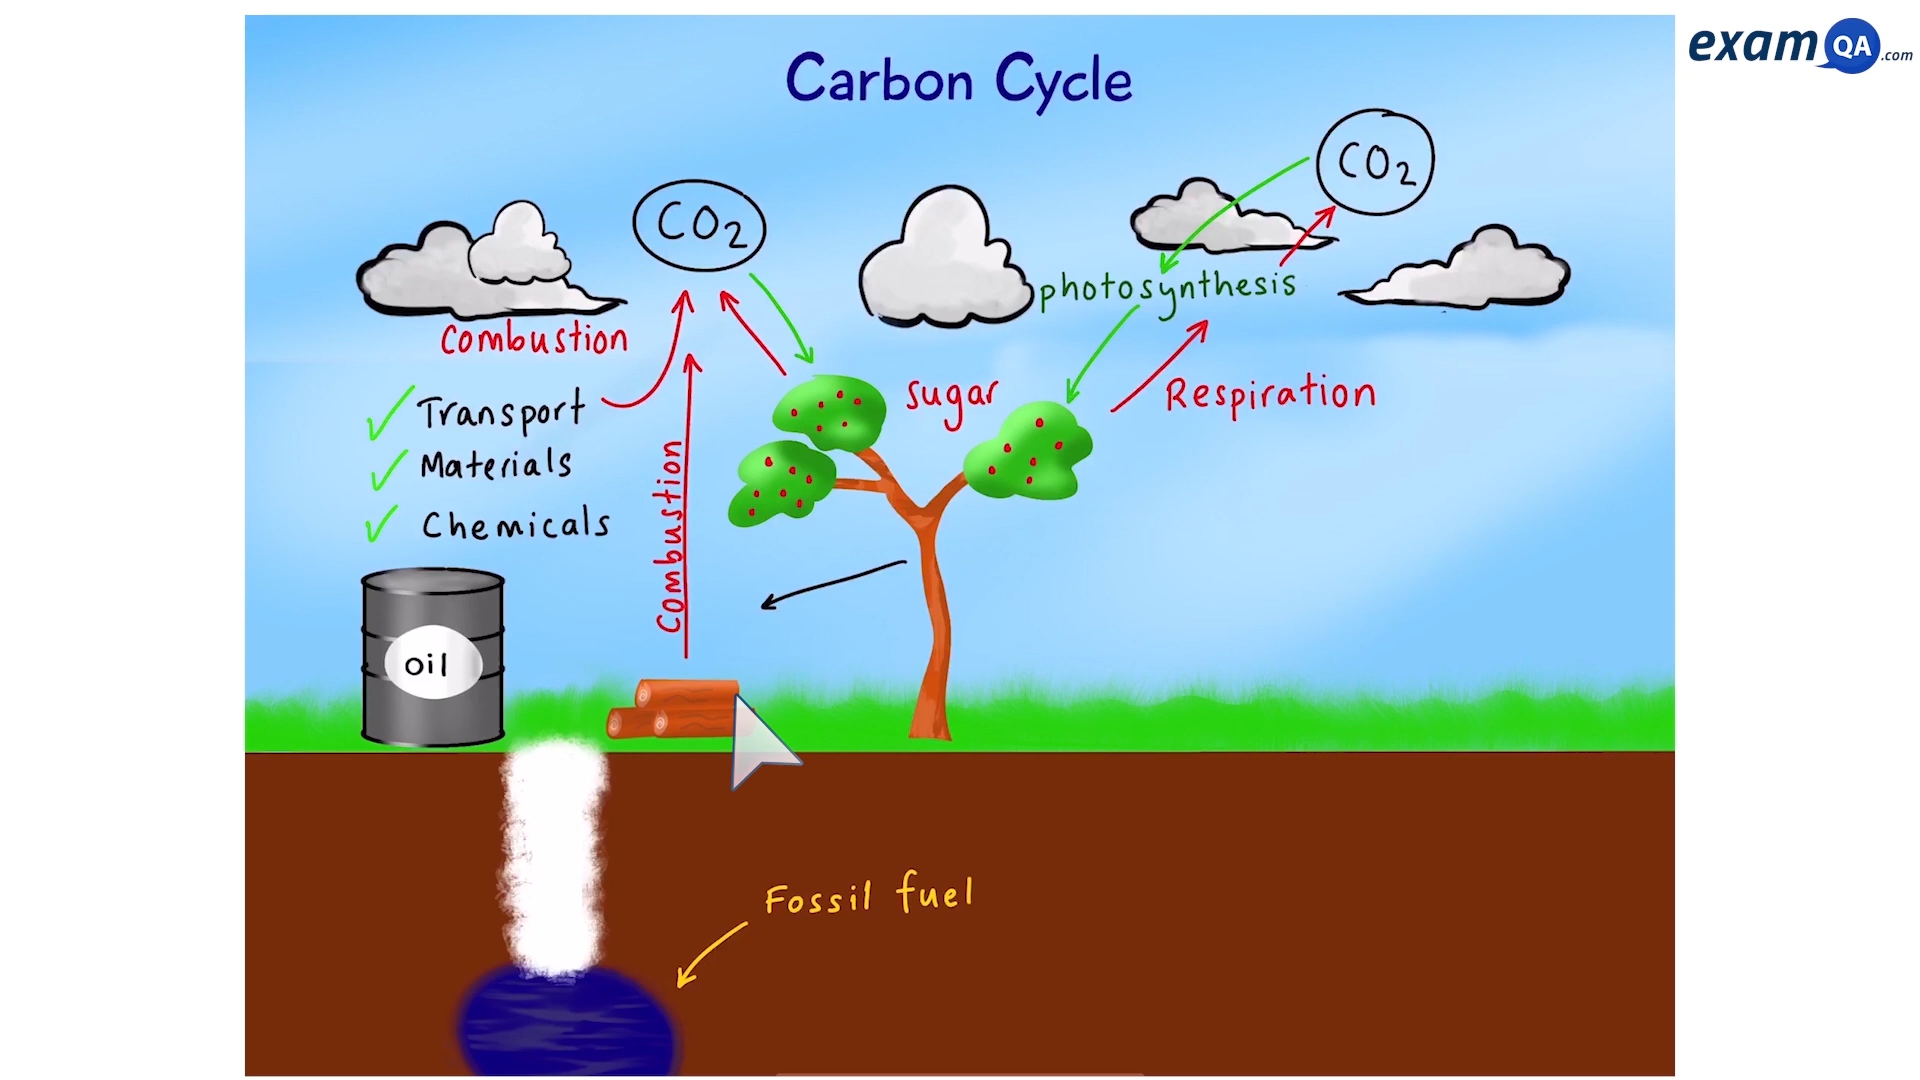 examQA.com
Carbon Cycle
CO2
CO2
photosynthesis
Combustion
Transport
Materials
Chemicals
sugar
Respiration
Combustion
oil
Fossil fuel